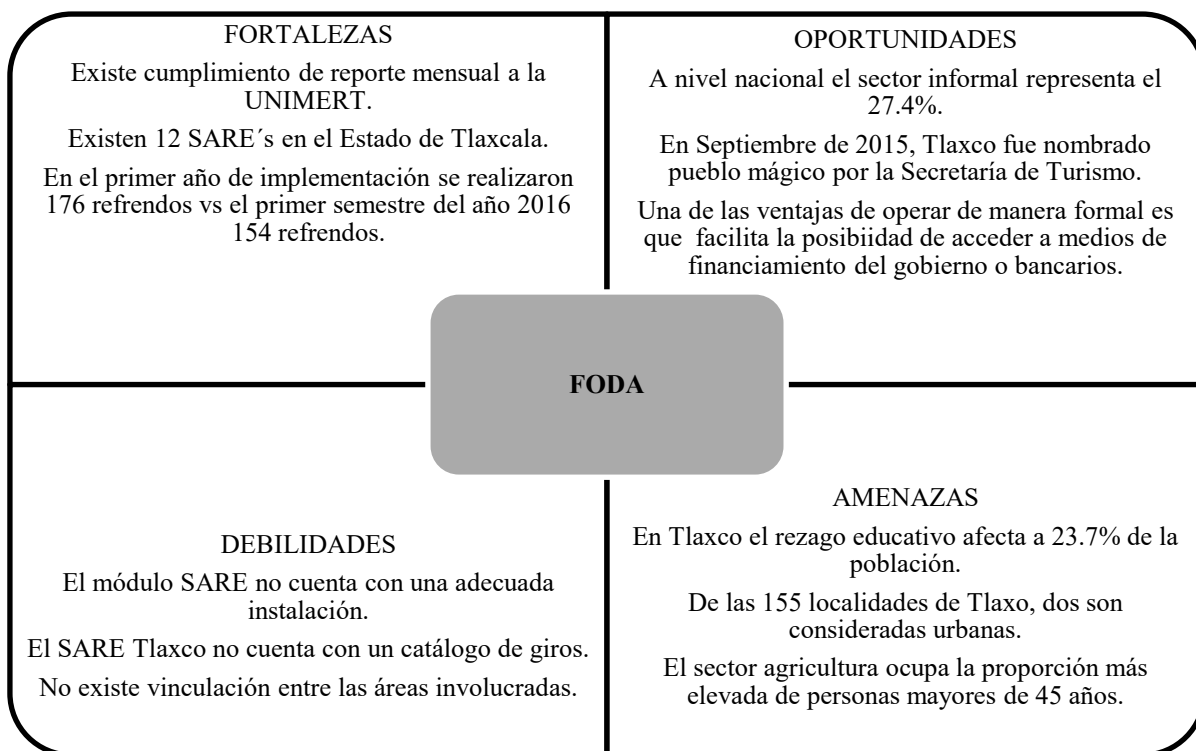 FORTALEZAS
Existe cumplimiento de reporte mensual a la
UNIMERT.
Existen 12 SARE´s en el Estado de Tlaxcala.
En el primer año de implementación se realizaron
176 refrendos vs el primer semestre del año 2016
154 refrendos.
OPORTUNIDADES
A nivel nacional el sector informal representa el
27.4%.
En Septiembre de 2015, Tlaxco fue nombrado
pueblo mágico por la Secretaría de Turismo.
Una de las ventajas de operar de manera formal es
que facilita la posibiidad de acceder a medios de
financiamiento del gobierno o bancarios.
FODA
DEBILIDADES
El módulo SARE no cuenta con una adecuada
instalación.
El SARE Tlaxco no cuenta con un catálogo de giros.
No existe vinculación entre las áreas involucradas.
AMENAZAS
En Tlaxco el rezago educativo afecta a 23.7% de la
población.
De las 155 localidades de Tlaxo, dos son
consideradas urbanas.
El sector agricultura ocupa la proporción más
elevada de personas mayores de 45 años.